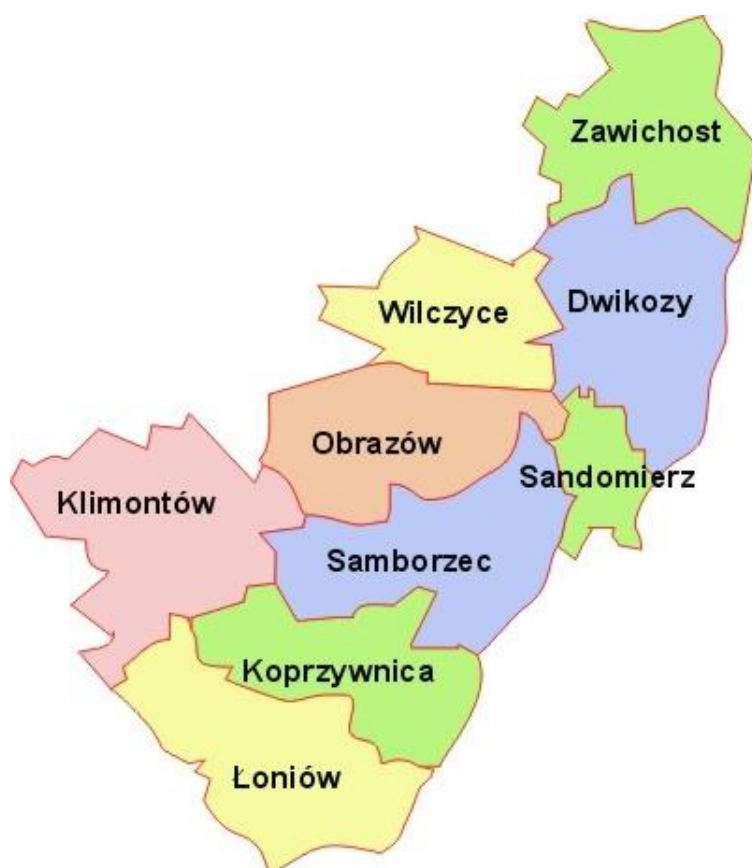 Zawichost
Dwikozy
Wilczyce
Obrazów
Sandomierz
Klimontów
Samborzec
Koprzywnica
Łoniów